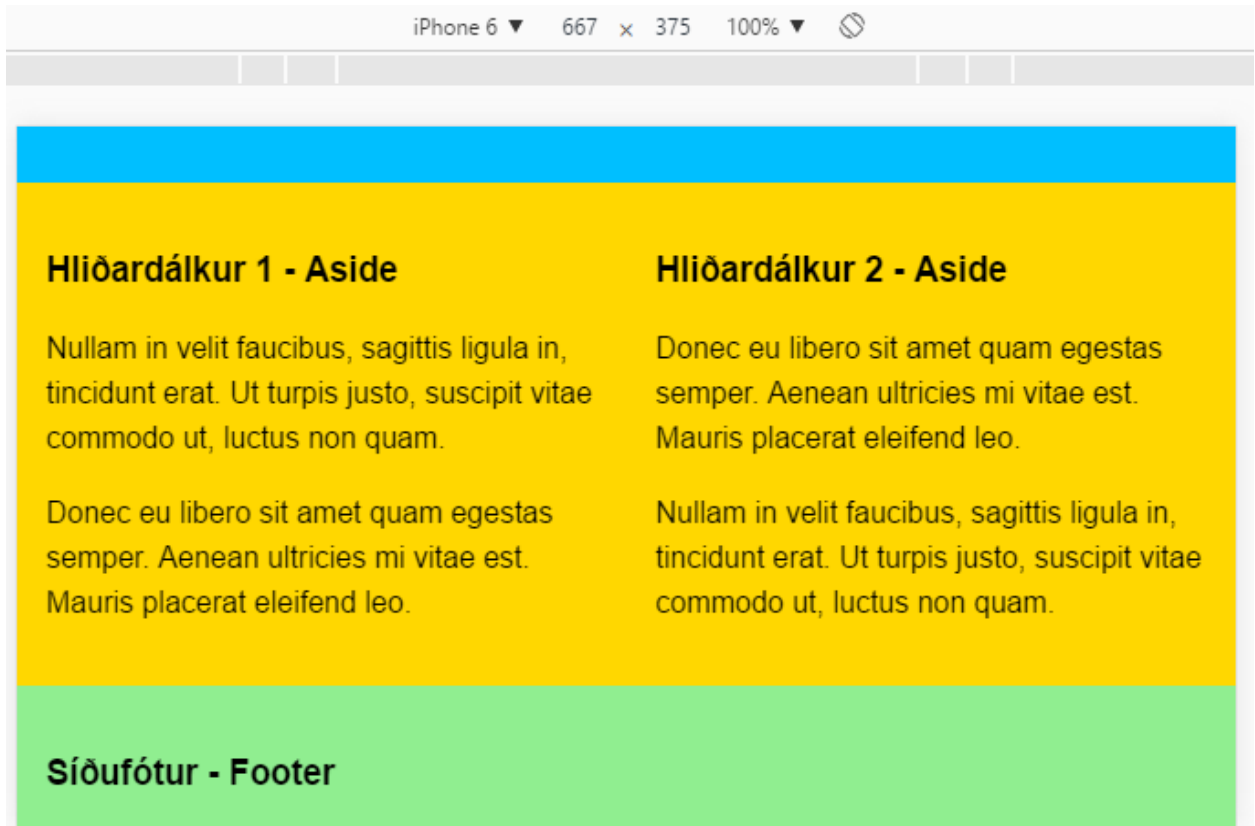 iPhone 6 ▼ 667 x 375 100% ▼
Hliðardálkur 1 - Aside
Nullam in velit faucibus, sagittis ligula in,
tincidunt erat. Ut turpis justo, suscipit vitae
commodo ut, luctus non quam.
Donec eu libero sit amet quam egestas
semper. Aenean ultricies mi vitae est.
Mauris placerat eleifend leo.
Hliðardálkur 2 - Aside
Donec eu libero sit amet quam egestas
semper. Aenean ultricies mi vitae est.
Mauris placerat eleifend leo.
Nullam in velit faucibus, sagittis ligula in,
tincidunt erat. Ut turpis justo, suscipit vitae
commodo ut, luctus non quam.
Síðufótur - Footer